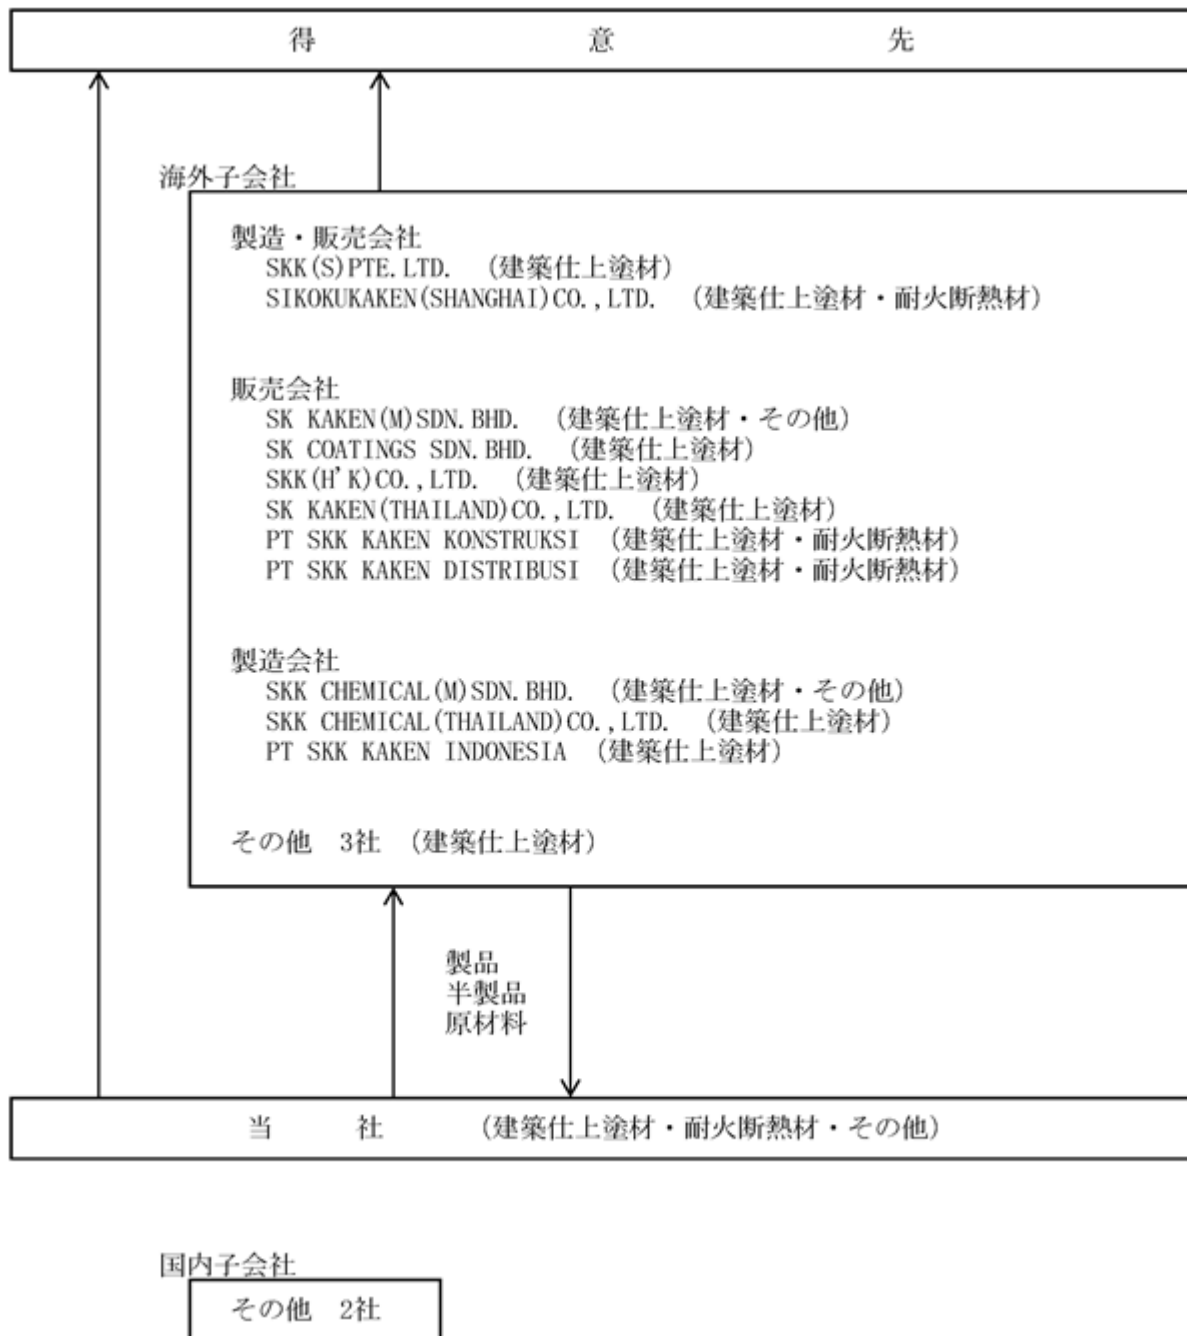 得意先
海外子会社
製造・販売会社
SKK(S)PTE.LTD. (建築仕上塗材)
SIKOKUKAKEN(SHANGHAI)CO.,LTD. (建築仕上塗材・耐火断熱材)
販売会社
SK KAKEN(M)SDN.BHD. (建築仕上塗材・その他)
SK COATINGS SDN.BHD. (建築仕上塗材)
SKK(H'K)CO.,LTD. (建築仕上塗材)
SK KAKEN(THAILAND)CO.,LTD. (建築仕上塗材)
PT SKK KAKEN KONSTRUKSI (建築仕上塗材・耐火断熱材)
PT SKK KAKEN DISTRIBUSI (建築仕上塗材・耐火断熱材)
製造会社
SKK CHEMICAL(M)SDN.BHD. (建築仕上塗材・その他)
SKK CHEMICAL(THAILAND)CO.,LTD. (建築仕上塗材)
PT SKK KAKEN INDONESIA (建築仕上塗材)
その他 3社 (建築仕上塗材)
製品
半製品
原材料
当社 (建築仕上塗材・耐火断熱材・その他)
国内子会社
その他 2社